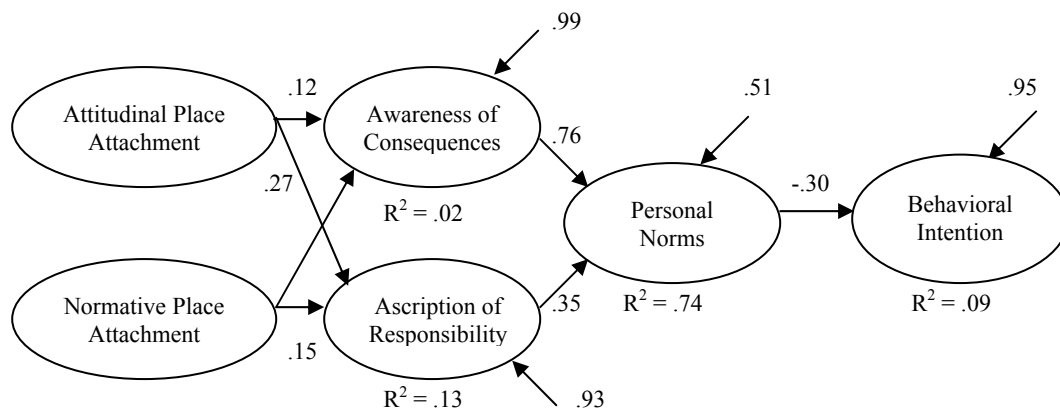 .99
.12
Attitudinal Place
Attachment
Awareness of
Consequences
.51
.95
.76
.27
R² = .02
Personal
Norms
-.30
Behavioral
Intention
Normative Place
Attachment
Ascription of
Responsibility
.35
R² = .74
R² = .09
.15
R² = .13
.93